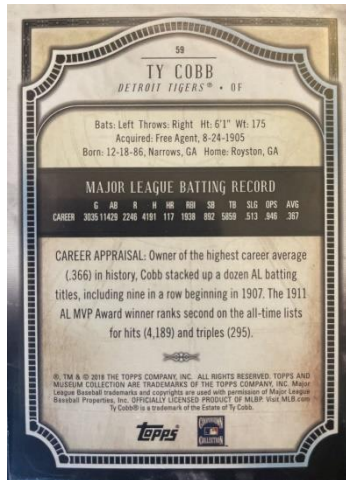 59
TY COBB
DETROIT TIGERS® • OF
Bats: Left Throws: Right Ht: 6'1" Wt: 175
Acquired: Free Agent, 8-24-1905
Born: 12-18-86, Narrows, GA Home: Royston, GA
MAJOR LEAGUE BATTING RECORD
G AB R H HR RBI SB TB SLG OPS AVG
CAREER 3035 11429 2246 4191 117 1938 892 5859 .513 .946 .367
CAREER APPRAISAL: Owner of the highest career average
(.366) in history, Cobb stacked up a dozen AL batting
titles, including nine in a row beginning in 1907. The 1911
AL MVP Award winner ranks second on the all-time lists
for hits (4,189) and triples (295).
®, TM & © 2016 THE TOPPS COMPANY, INC. ALL RIGHTS RESERVED. TOPPS AND
MUSEUM COLLECTION ARE TRADEMARKS OF THE TOPPS COMPANY, INC. Major
League Baseball trademarks and copyrights are used with permission of Major League
Baseball Properties, Inc. OFFICIALLY LICENSED PRODUCT OF MLBP. Visit MLB.com
Ty Cobb® is a trademark of the Estate of Ty Cobb.
Topps
COOPERSTOWN
COLLECTION